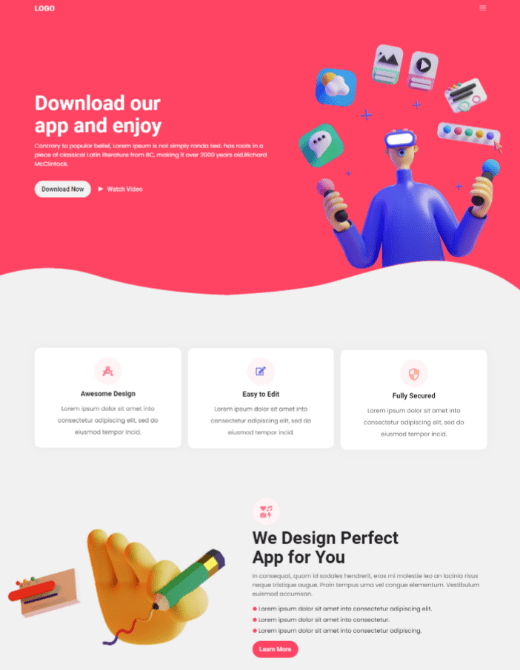 LOGO
Download our
app and enjoy
Contrary to popular belief, Lorem Ipsum is not simply rando text. has roots in a
piece of classical Latin literature from BC, making it over 2000 years old.Richard
McClintock.
Download Now
Watch Video
Awesome Design
Lorem ipsum dolor sit amet into
consectetur adipiscing elit, sed do
eiusmod tempor incid.
Easy to Edit
Lorem ipsum dolor sit amet into
consectetur adipiscing elit, sed do
eiusmod tempor incid.
Fully Secured
Lorem ipsum dolor sit amet into
consectetur adipiscing elit, sed do
eiusmod tempor incid.
We Design Perfect
App for You
In consequat, quam id sodales hendrerit, eros mi molestie leo an lacinia risus
neque tristique augue. Proin tempus urna vel congue elementum. Vestibulum
euismod accumsan.
Lorem ipsum dolor sit amet into consectetur adipiscing elit.
Lorem ipsum dolor sit amet into consectetur.
Lorem ipsum dolor sit amet into consectetur adipiscing.
Learn More